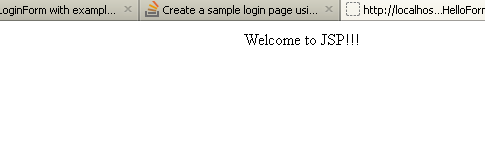 LoginForm with exampl...
Create a sample login page usi...
http://localhos...HelloForm
Welcome to JSP!!!